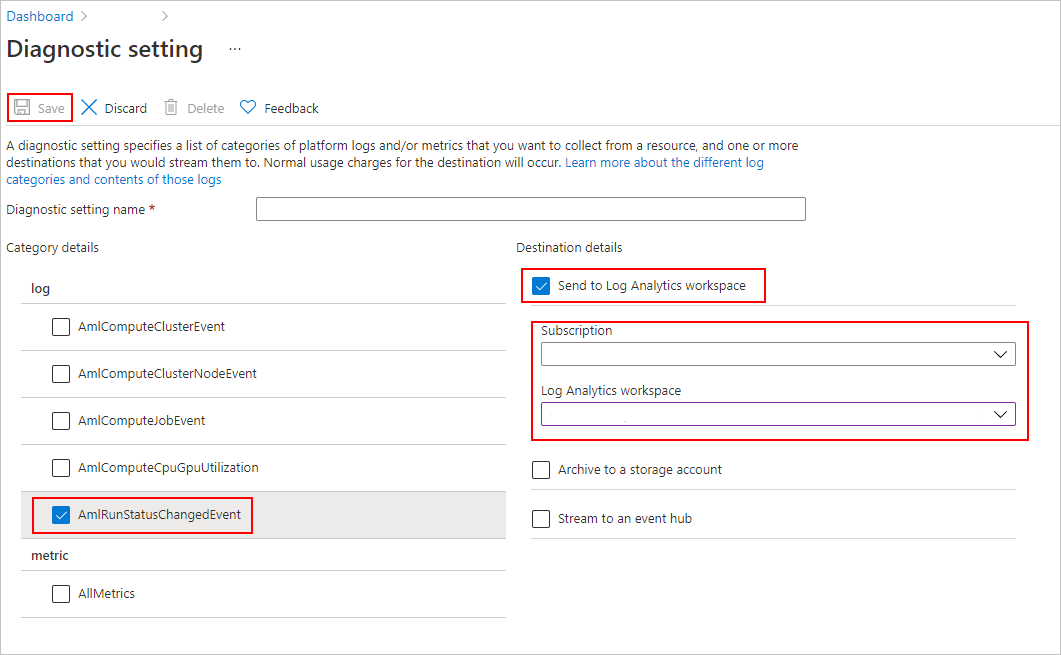 Dashboard
Diagnostic setting ...
Save Discard Delete Feedback
A diagnostic setting specifies a list of categories of platform logs and/or metrics that you want to collect from a resource, and one or more
destinations that you would stream them to. Normal usage charges for the destination will occur. Learn more about the different log
categories and contents of those logs
Diagnostic setting name *
Category details
log
AmlComputeClusterEvent
AmlComputeClusterNodeEvent
AmlComputeJobEvent
AmlComputeCpuGpuUtilization
AmlRunStatusChangedEvent
metric
AllMetrics
Destination details
Send to Log Analytics workspace
Subscription
Log Analytics workspace
Archive to a storage account
Stream to an event hub